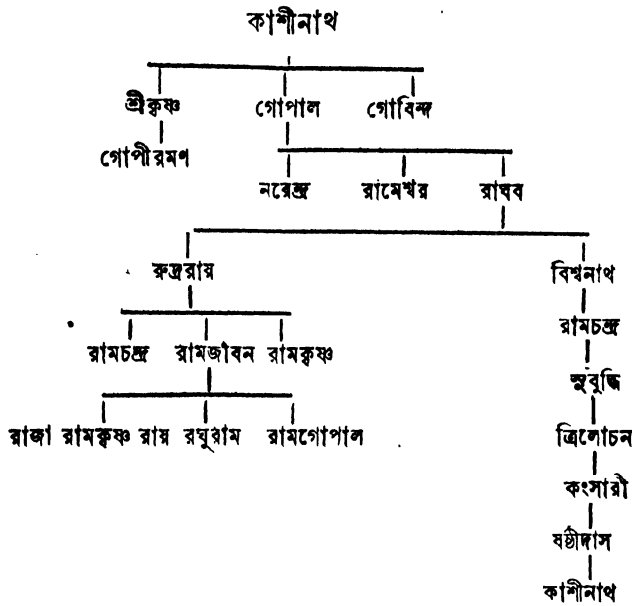 কাশীনাথ
শ্রীকৃষ্ণ গোপাল গোবিন্দ
গোপীরমণ
নরেন্দ্র রামেশ্বর রাঘব
রুদ্ররায় বিশ্বনাথ
রামচন্দ্র
রামচন্দ্র রামজীবন রামকৃষ্ণ
সুবুদ্ধি
রাজা রামকৃষ্ণ রায় রঘুরাম রামগোপাল ত্রিলোচন
কংসারী
ষষ্ঠীদাস
কাশীনাথ